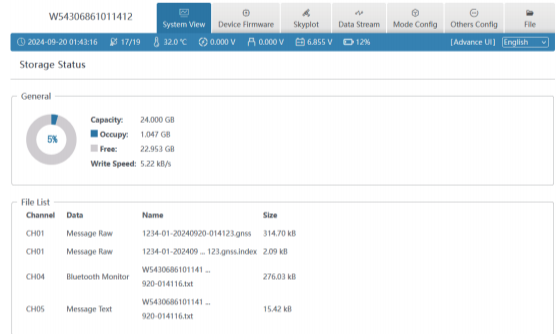 W54306861011412
System View
Device Firmware
Skyplot
Data Stream
Mode Config
Others Config
File
2024-09-20 01:43:16 17/19 32.0 ℃ 0.000 V 0.000 V 6.855 V 12% [Advance UI] English
Storage Status
General
5%
Capacity: 24.000 GB
Occupy: 1.047 GB
Free: 22.953 GB
Write Speed: 5.22 kB/s
File List
Channel Data Name Size
CH01 Message Raw 1234-01-20240920-014123.gnss 314.70 kB
CH01 Message Raw 1234-01-202409 ... 123.gnss.index 2.09 kB
CH04 Bluetooth Monitor W5430686101141 ... 276.03 kB
920-014116.txt
CH05 Message Text W5430686101141 ... 15.42 kB
920-014116.txt